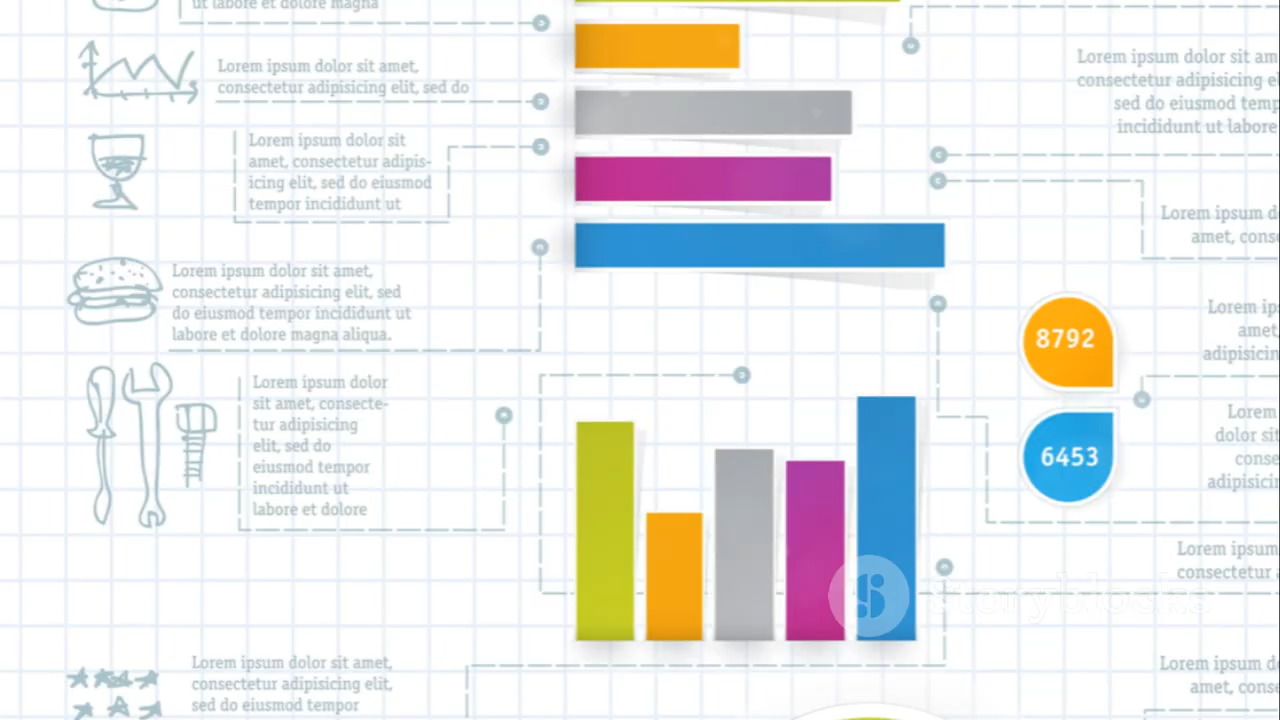 ut labore et dolore magna
Lorem ipsum dolor sit amet,
consectetur adipisicing elit, sed do
Lorem ipsum dolor sit
amet, consectetur adipis-
icing elit, sed do eiusmod
tempor incididunt ut
Lorem ipsum dolor sit amet,
consectetur adipisicing elit, sed
do eiusmod tempor incididunt ut
labore et dolore magna aliqua.
Lorem ipsum dolor
sit amet, consecte-
tur adipisicing
elit, sed do
eiusmod tempor
incididunt ut
labore et dolore
Lorem ipsum dolor sit amet,
consectetur adipisicing elit,
sed do eiusmod tempor
Lorem ipsum dolor sit am
consectetur adipisicing e
sed do eiusmod temp
incididunt ut labore
Lorem ipsum d
amet, conse
8792
6453
Lorem ip
amet,
adipisicin
Lorem
dolor sit
conse
adipisicin
Lorem ipsum
consectetur a
Storyblocks
Lorem ipsum d
amet, conse